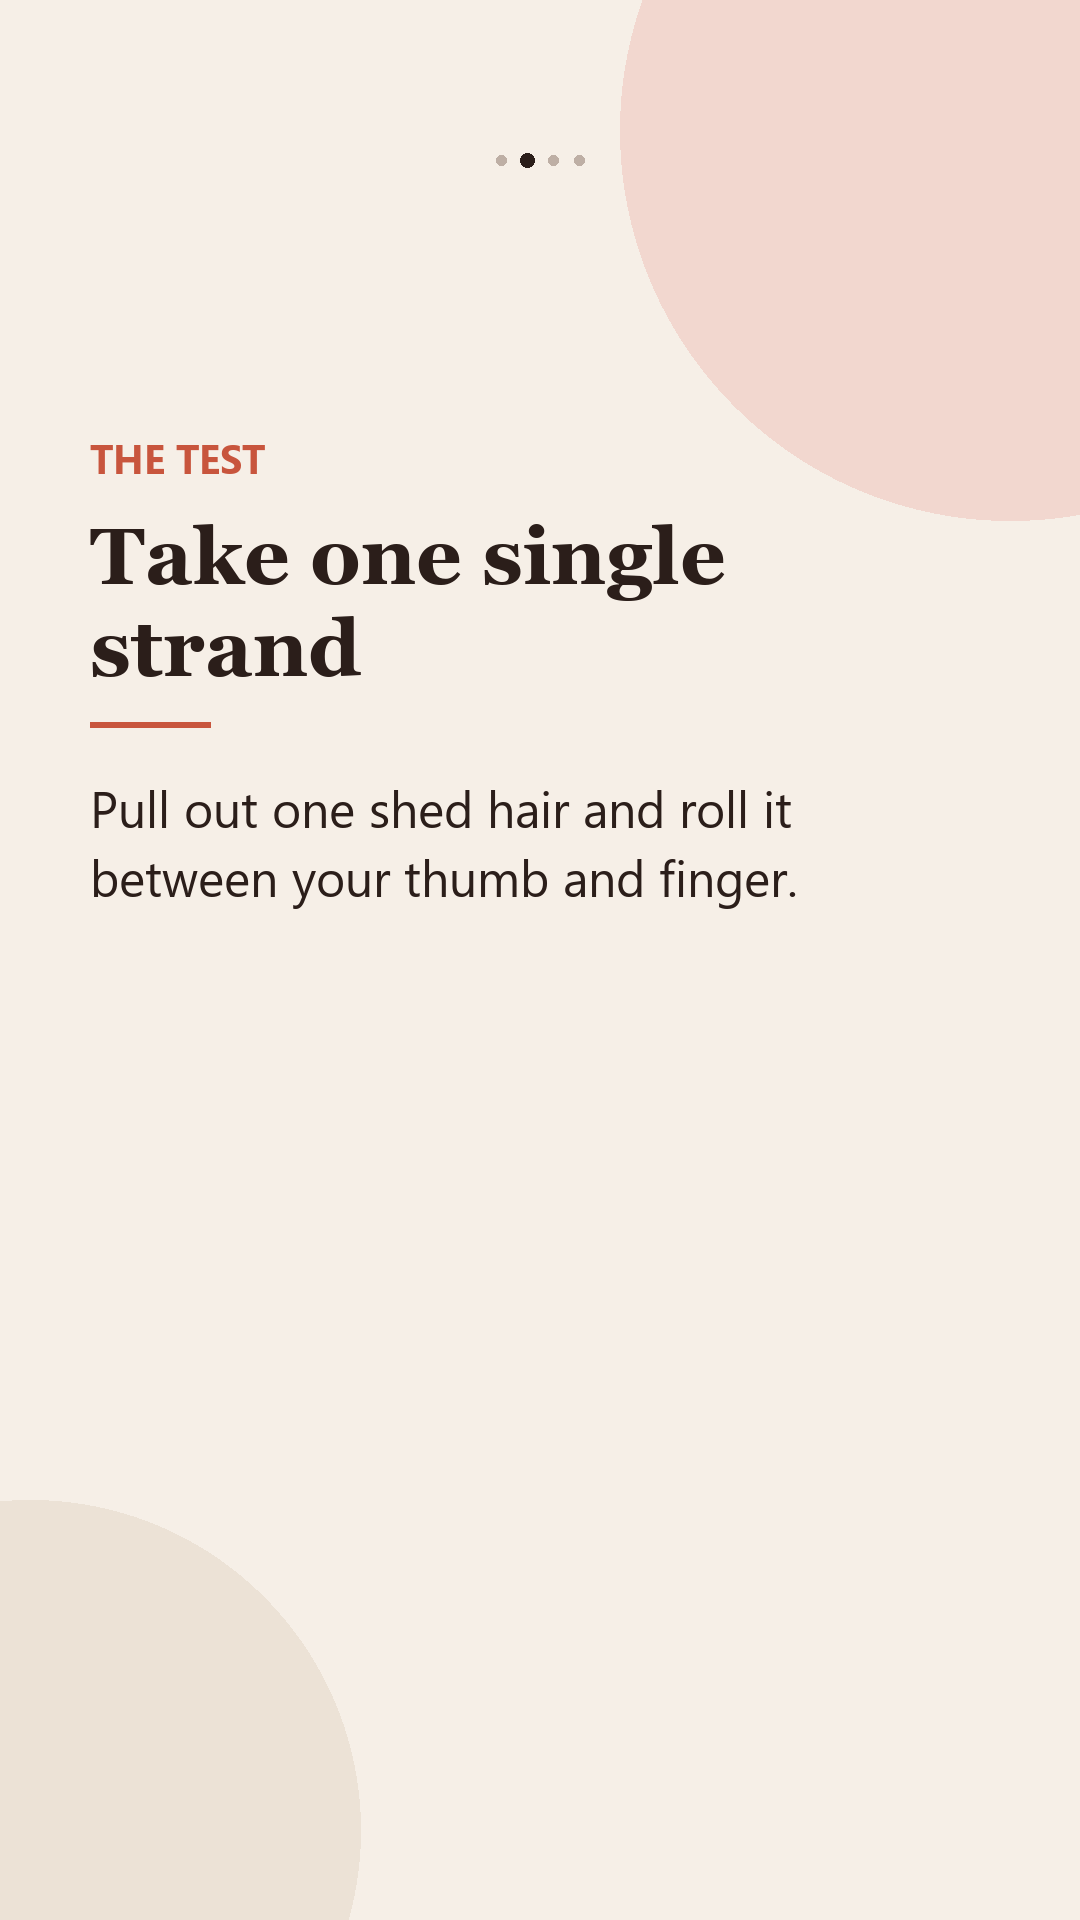 THE TEST
Take one single
strand
Pull out one shed hair and roll it
between your thumb and finger.